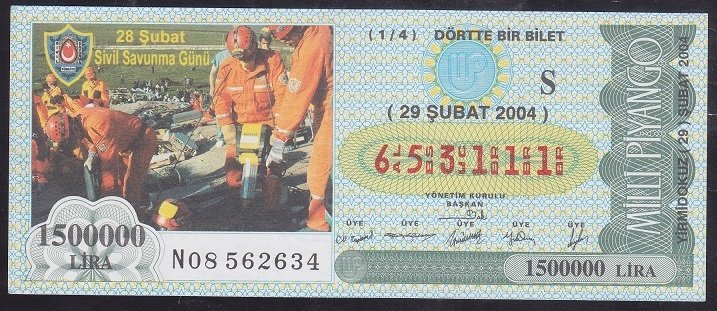 28 Şubat
Sivil Savunma Günü
1500000
LİRA
N08 562634
(1/4) DÖRTTE BİR BİLET
S
(29 ŞUBAT 2004)
653111
YÖNETİM KURULU
BAŞKAN
ÜYE ÜYE ÜYE ÜYE ÜYE
1500000 LİRA
MİLLİ PİYANGO
YİRMİDOKUZ (29) ŞUBAT 2004